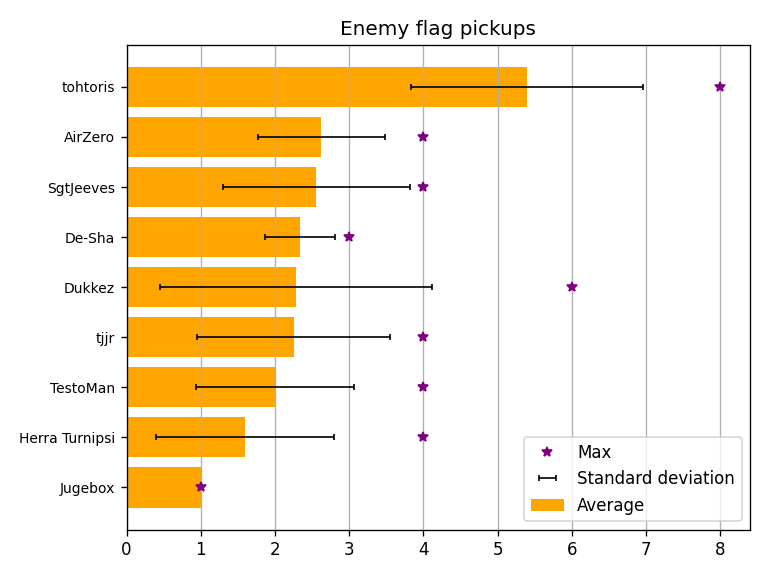 Enemy flag pickups
tohtoris
AirZero
SgtJeeves
De-Sha
Dukkez
tjjr
TestoMan
Herra Turnipsi
Jugebox
Max
Standard deviation
Average
0 1 2 3 4 5 6 7 8